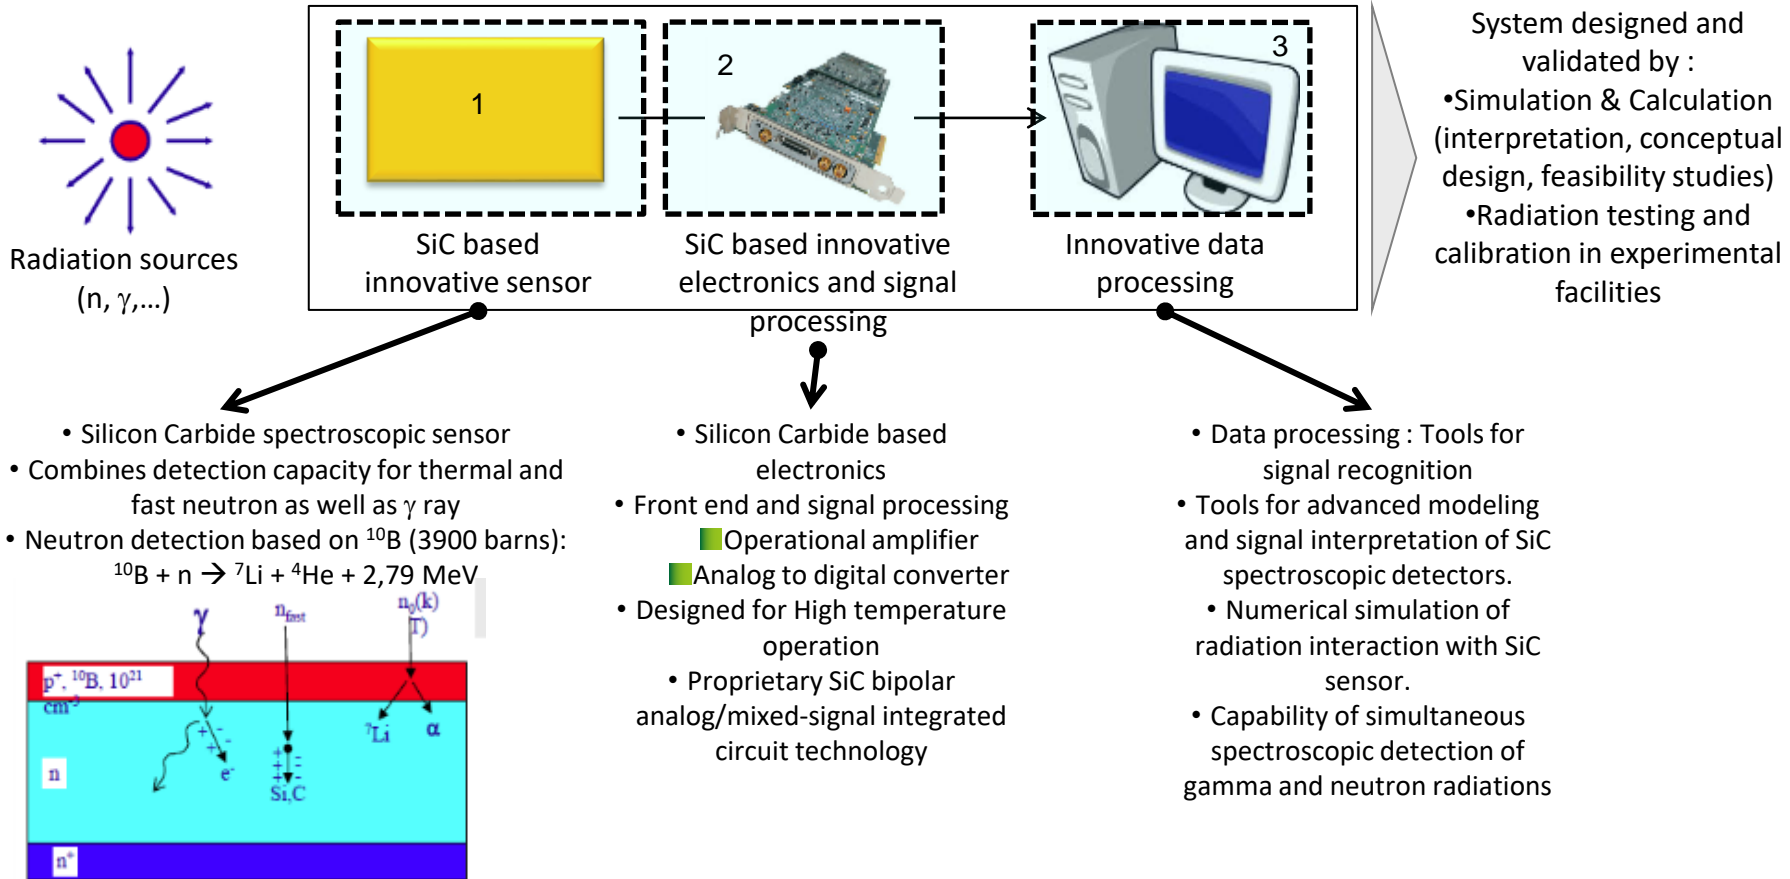 Radiation sources
(n, γ,...)
1
2
3
SiC based
innovative sensor
SiC based innovative
electronics and signal
processing
Innovative data
processing
System designed and
validated by :
•Simulation & Calculation
(interpretation, conceptual
design, feasibility studies)
•Radiation testing and
calibration in experimental
facilities
• Silicon Carbide spectroscopic sensor
• Combines detection capacity for thermal and
fast neutron as well as γ ray
• Neutron detection based on ¹⁰B (3900 barns):
¹⁰B + n → ⁷Li + ⁴He + 2,79 MeV
γ
n_fast
n₀(k
T)
p⁺, ¹⁰B, 10²¹
cm⁻³
+ - + -
⁷Li
α
e⁻
+ -
+ -
+ -
Si,C
n
n⁺
• Silicon Carbide based
electronics
• Front end and signal processing
Operational amplifier
Analog to digital converter
• Designed for High temperature
operation
• Proprietary SiC bipolar
analog/mixed-signal integrated
circuit technology
• Data processing : Tools for
signal recognition
• Tools for advanced modeling
and signal interpretation of SiC
spectroscopic detectors.
• Numerical simulation of
radiation interaction with SiC
sensor.
• Capability of simultaneous
spectroscopic detection of
gamma and neutron radiations